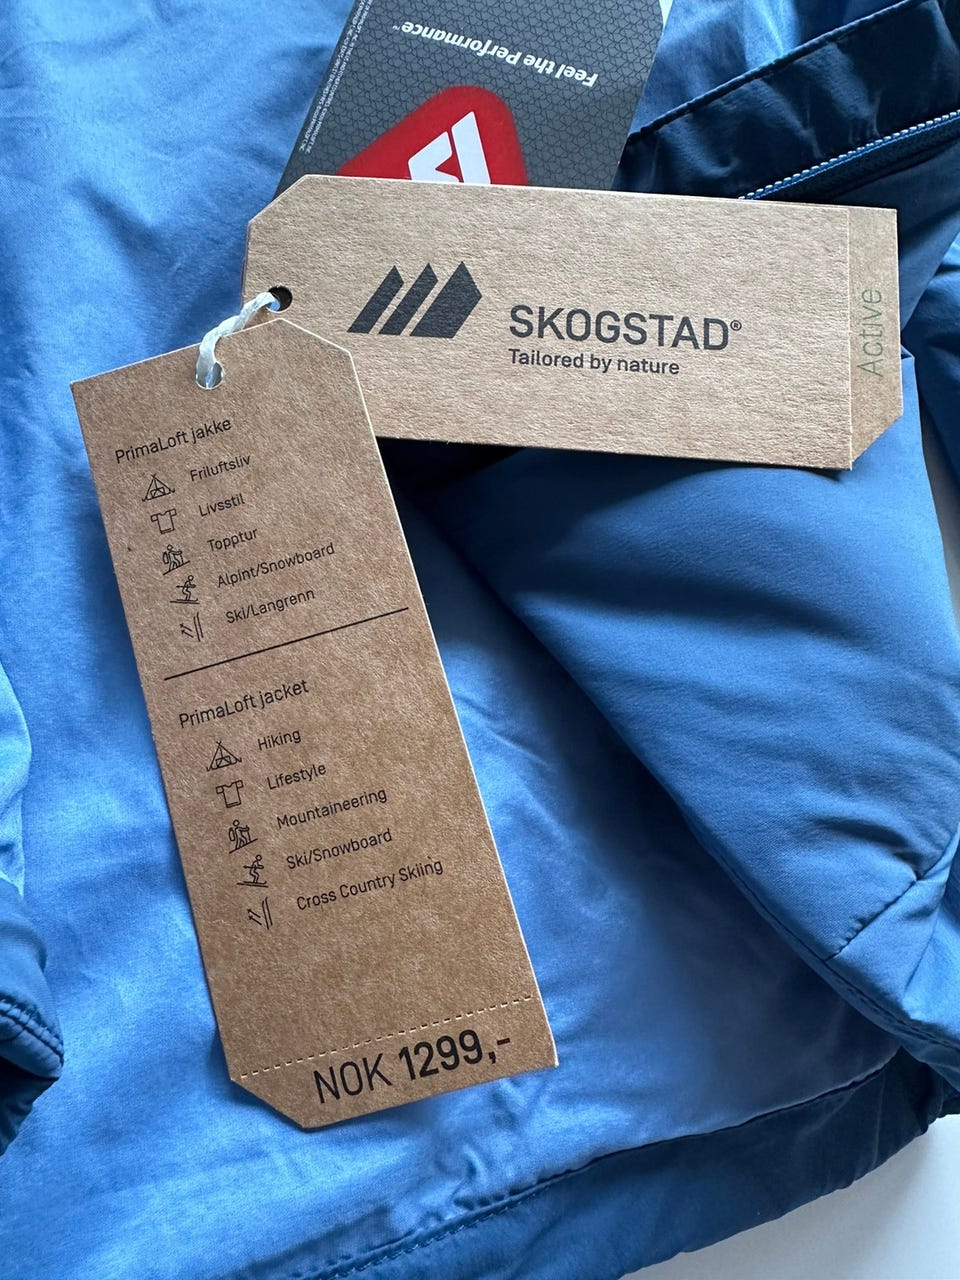 Feel the Performance™
SKOGSTAD®
Tailored by nature
Active
PrimaLoft jakke
Friluftsliv
Livsstil
Topptur
Alpint/Snowboard
Ski/Langrenn
PrimaLoft jacket
Hiking
Lifestyle
Mountaineering
Ski/Snowboard
Cross Country Skiing
NOK 1299,-